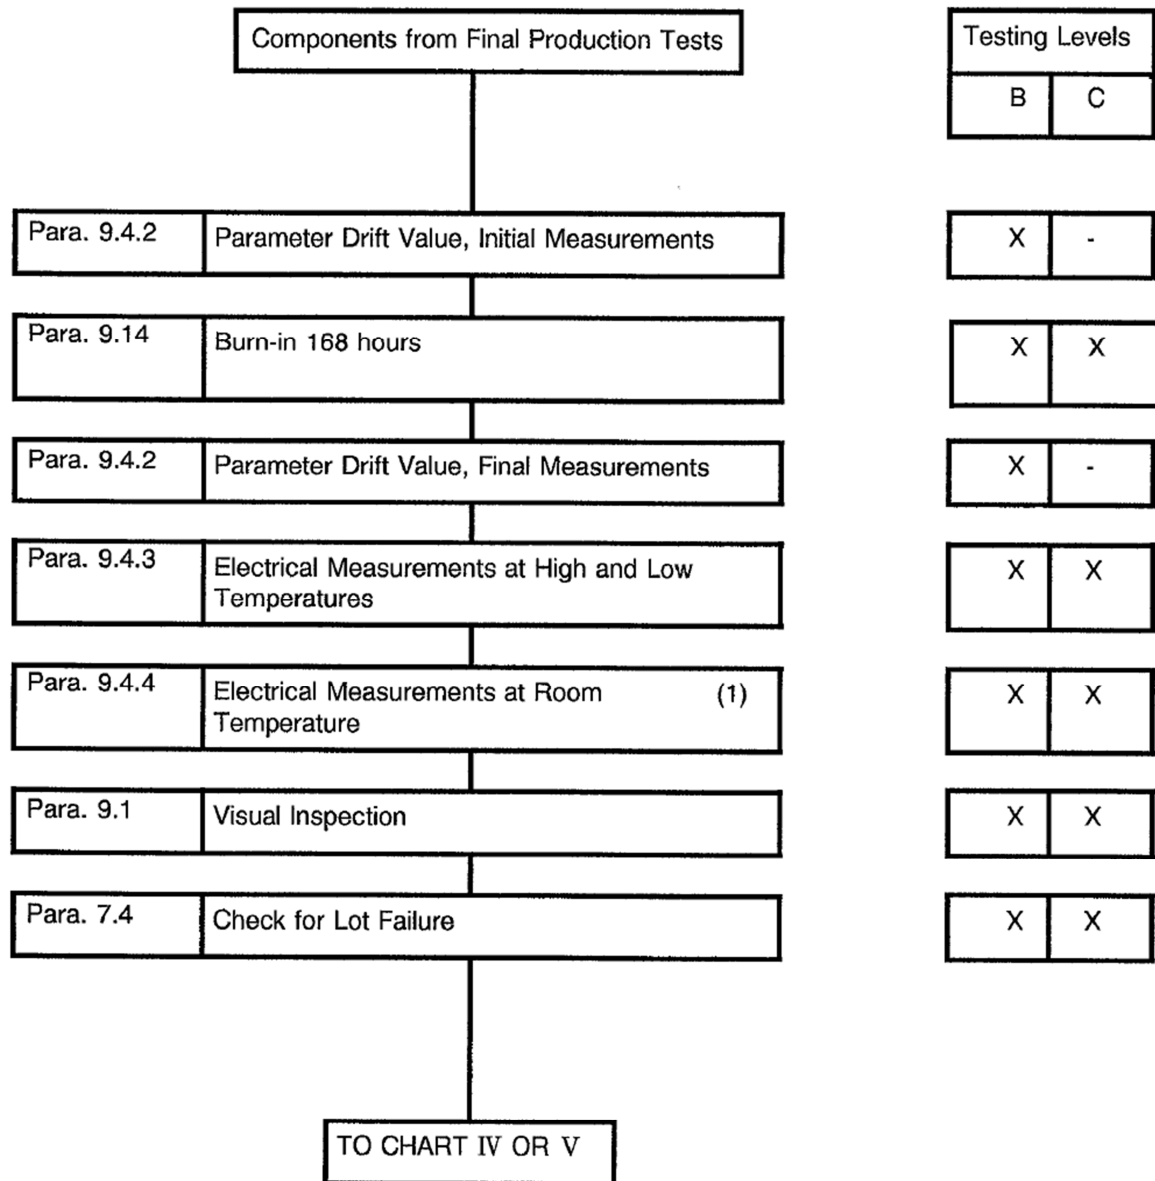 Components from Final Production Tests
Testing Levels
B C
Para. 9.4.2 Parameter Drift Value, Initial Measurements X -
Para. 9.14 Burn-in 168 hours X X
Para. 9.4.2 Parameter Drift Value, Final Measurements X -
Para. 9.4.3 Electrical Measurements at High and Low X X
Temperatures
Para. 9.4.4 Electrical Measurements at Room (1) X X
Temperature
Para. 9.1 Visual Inspection X X
Para. 7.4 Check for Lot Failure X X
TO CHART IV OR V